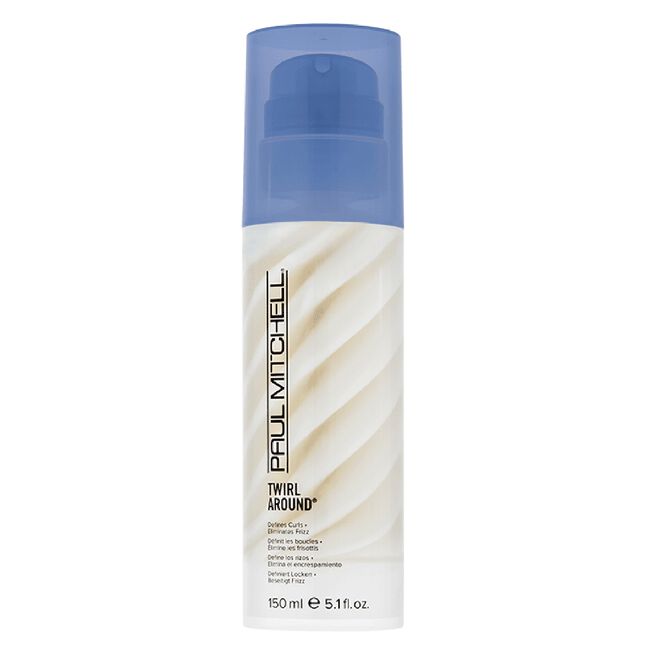 PAUL MITCHELL®
TWIRL
AROUND®
Defines Curls •
Eliminates Frizz
Définit les boucles •
Élimine les frisottis
Define los rizos •
Elimina el encrespamiento
Definiert Locken •
Beseitigt Frizz
150 ml ℮ 5.1 fl. oz.